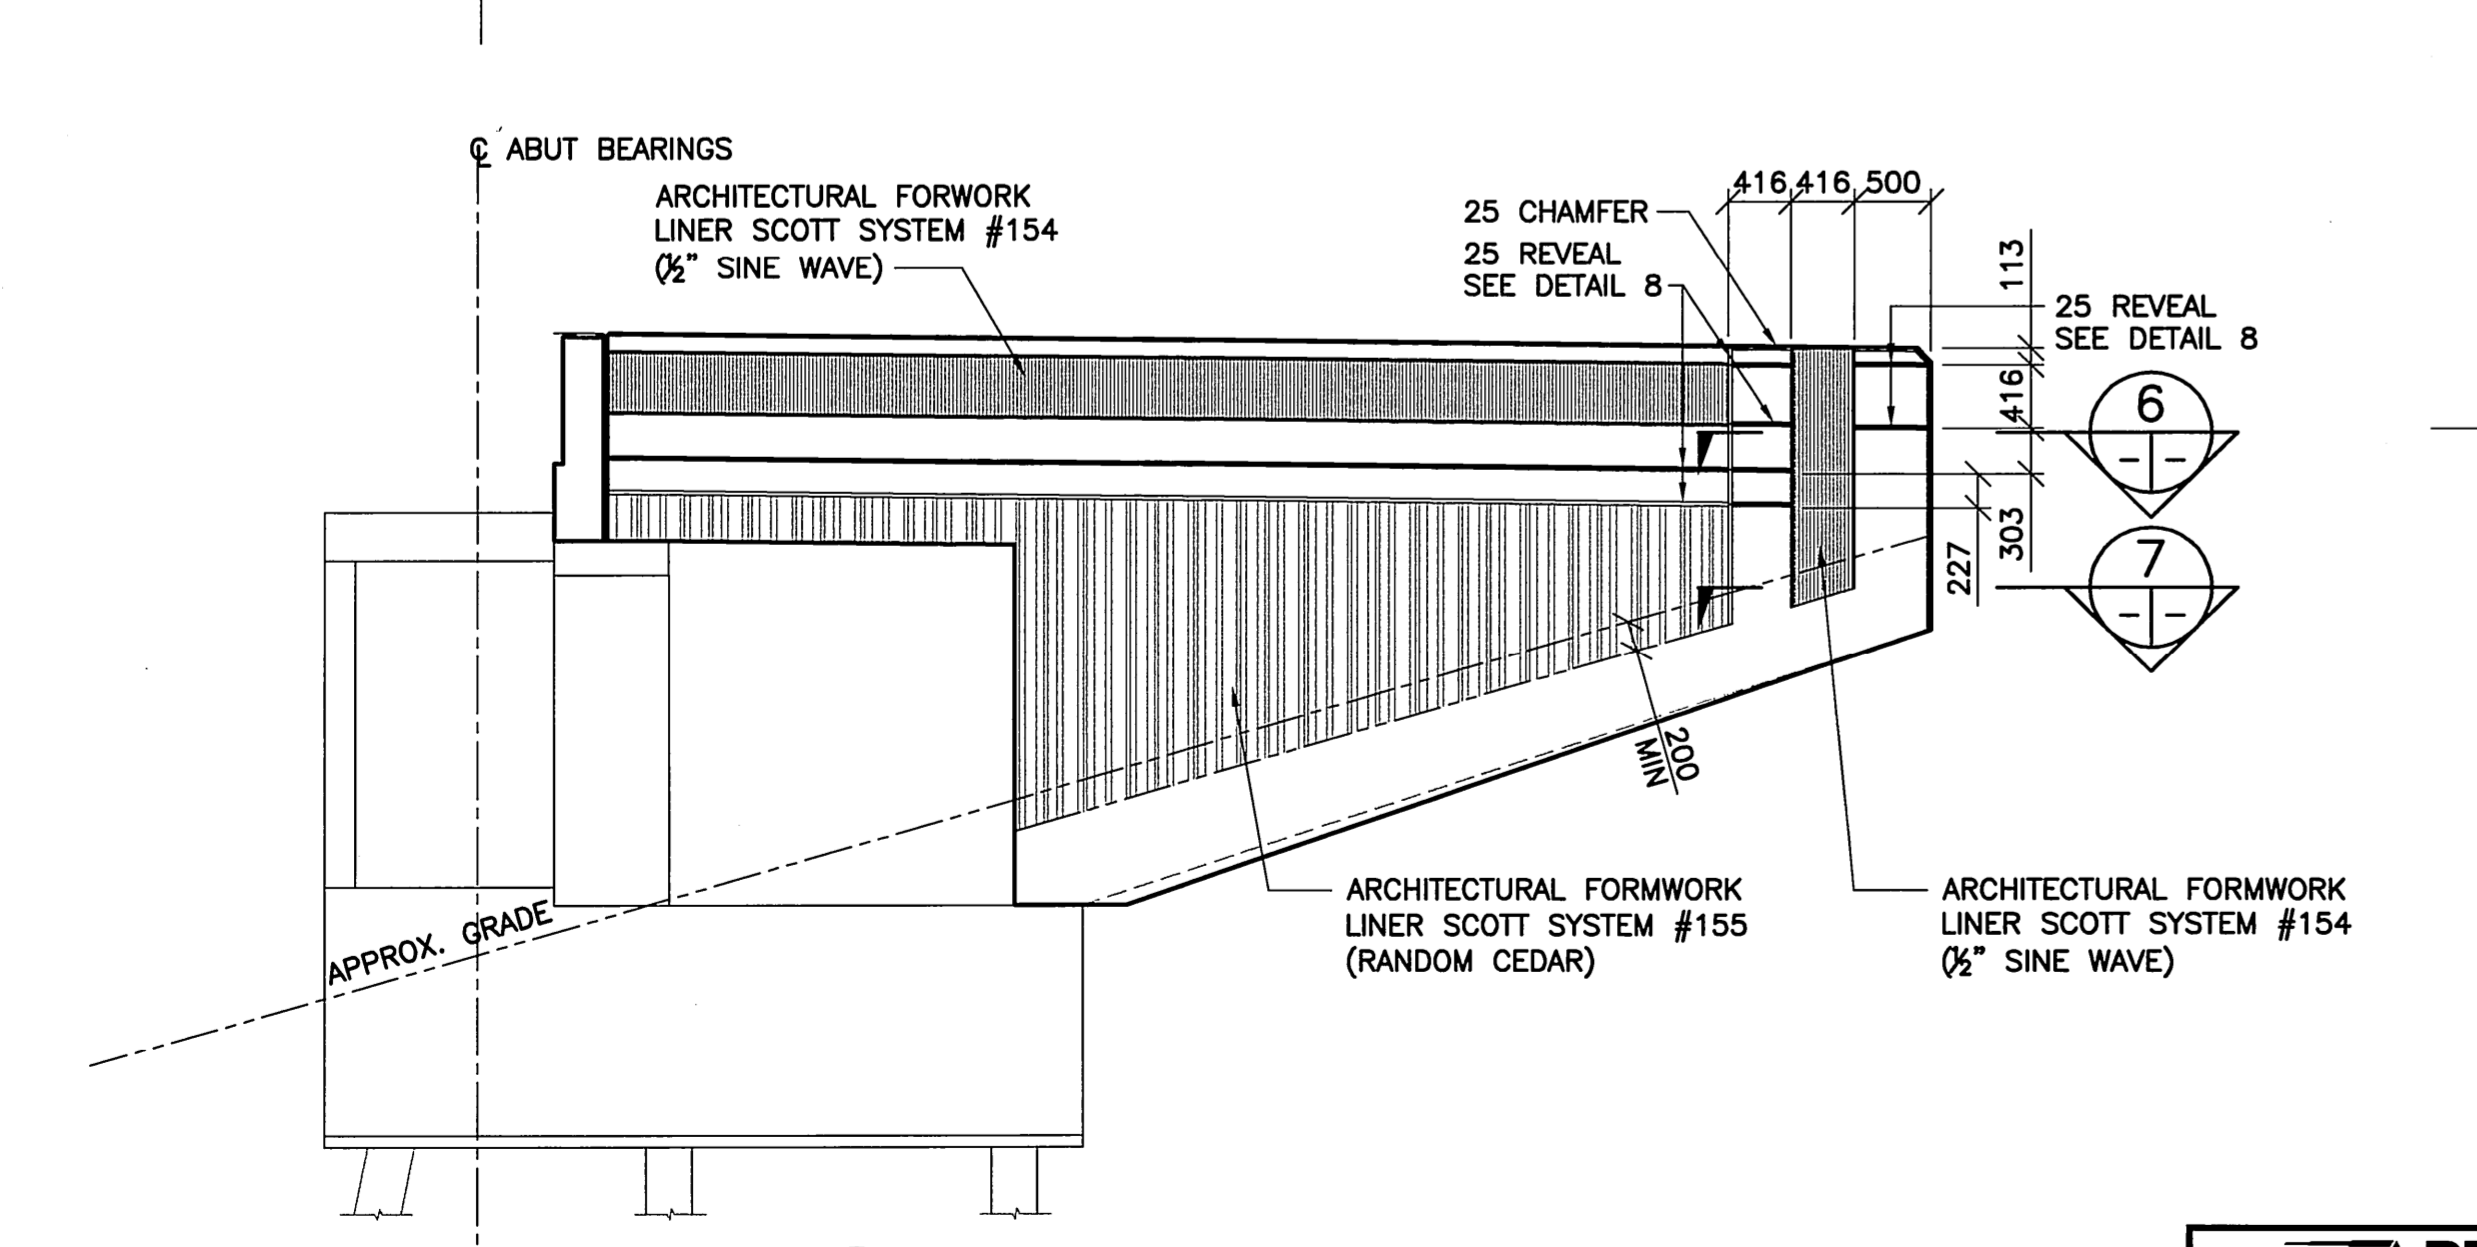 ℄ ABUT BEARINGS
ARCHITECTURAL FORWORK
LINER SCOTT SYSTEM #154
(½" SINE WAVE)
25 CHAMFER
25 REVEAL
SEE DETAIL 8
416
416
500
113
416
303
227
25 REVEAL
SEE DETAIL 8
6
7
200
MIN
APPROX. GRADE
ARCHITECTURAL FORMWORK
LINER SCOTT SYSTEM #155
(RANDOM CEDAR)
ARCHITECTURAL FORMWORK
LINER SCOTT SYSTEM #154
(½" SINE WAVE)